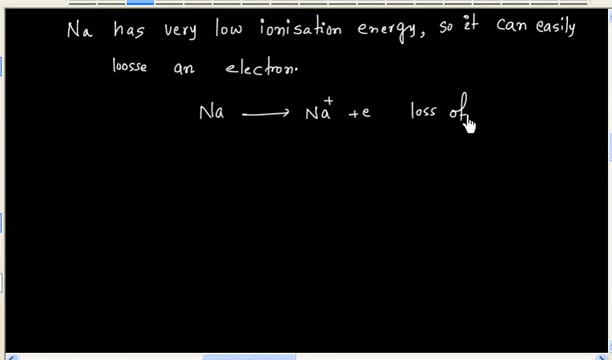 Na has very low ionisation energy, so it can easily
loosse an electron.
Na ⟶ Na⁺ + e loss of